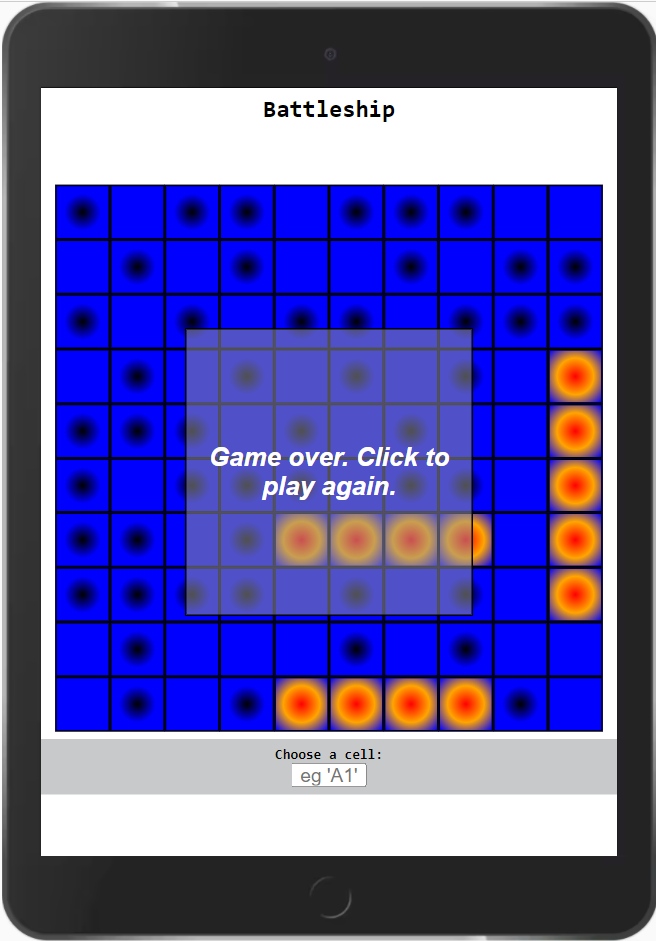 Battleship
Game over. Click to
play again.
Choose a cell:
eg 'A1'